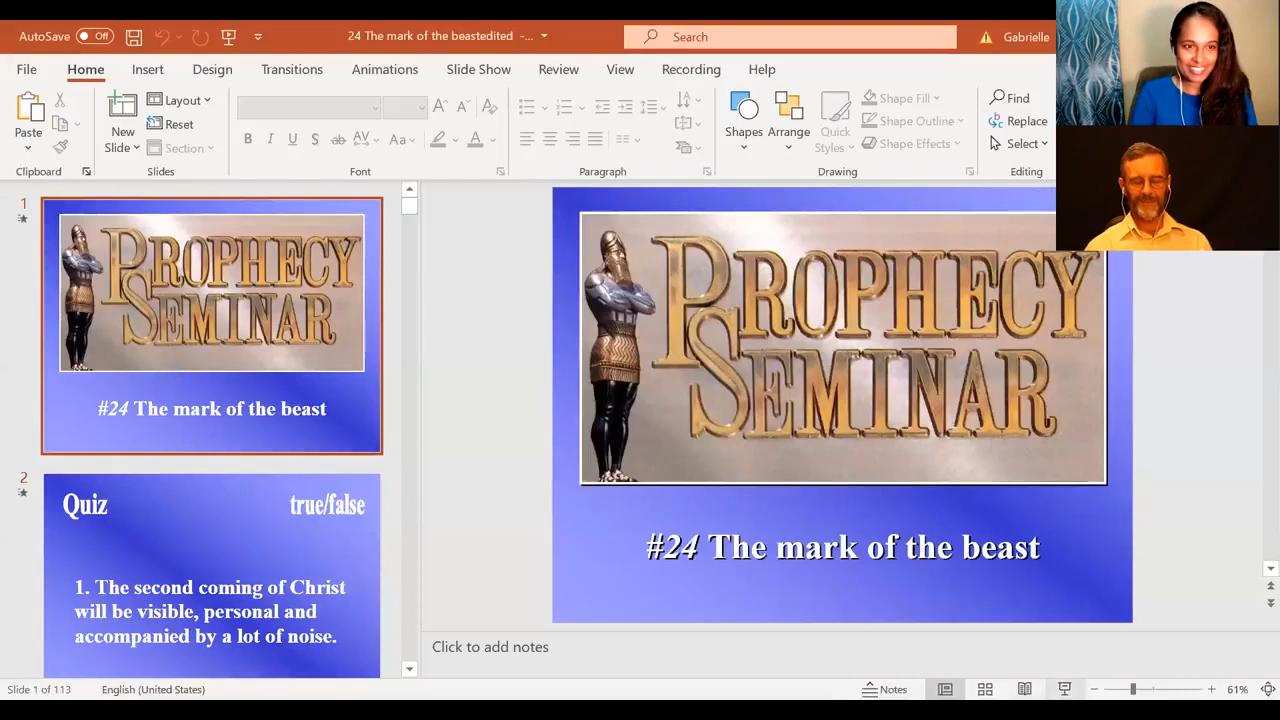 AutoSave Off 24 The mark of the beastedited -... Search Gabrielle
File Home Insert Design Transitions Animations Slide Show Review View Recording Help
Paste
New
Slide
Layout
Reset
Section
B I U S ab AV Aa A
Shapes Arrange Quick
Styles
Shape Fill
Shape Outline
Shape Effects
Find
Replace
Select
Clipboard Slides Font Paragraph Drawing Editing
1
PROPHECY
SEMINAR
#24 The mark of the beast
2
Quiz true/false
1. The second coming of Christ
will be visible, personal and
accompanied by a lot of noise.
PROPHECY
SEMINAR
#24 The mark of the beast
Click to add notes
Slide 1 of 113 English (United States) Notes 61%